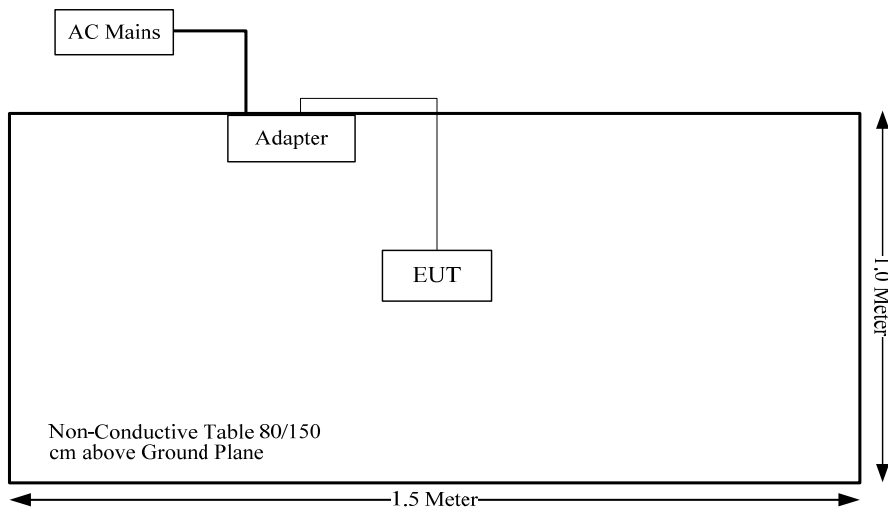 AC Mains
Adapter
EUT
1.0 Meter
Non-Conductive Table 80/150
cm above Ground Plane
1.5 Meter